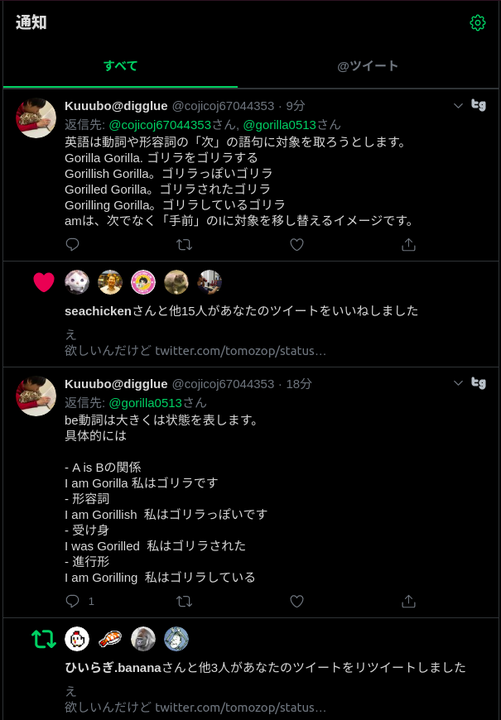 通知
すべて
@ツイート
Kuuubo@digglue @cojicoj67044353 · 9分
返信先: @cojicoj67044353さん, @gorilla0513さん
英語は動詞や形容詞の「次」の語句に対象を取ろうとします。
Gorilla Gorilla. ゴリラをゴリラする
Gorillish Gorilla。ゴリラっぽいゴリラ
Gorilled Gorilla。ゴリラされたゴリラ
Gorilling Gorilla。ゴリラしているゴリラ
amは、次でなく「手前」のIに対象を移し替えるイメージです。
seachickenさんと他15人があなたのツイートをいいねしました
え
欲しいんだけど twitter.com/tomozop/status…
Kuuubo@digglue @cojicoj67044353 · 18分
返信先: @gorilla0513さん
be動詞は大きくは状態を表します。
具体的には
- A is Bの関係
I am Gorilla 私はゴリラです
- 形容詞
I am Gorillish 私はゴリラっぽいです
- 受け身
I was Gorilled 私はゴリラされた
- 進行形
I am Gorilling 私はゴリラしている
1
ひいらぎ.bananaさんと他3人があなたのツイートをリツイートしました
え
欲しいんだけど twitter.com/tomozop/status…